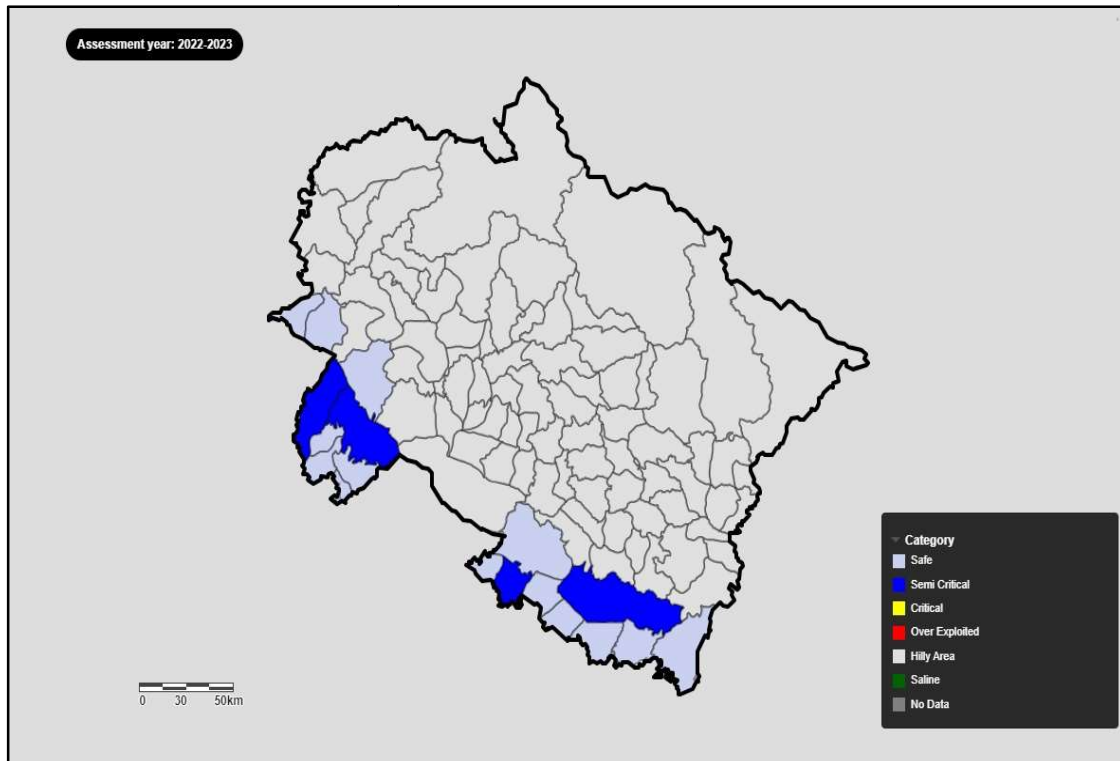 Assessment year: 2022-2023
Category
Safe
Semi Critical
Critical
Over Exploited
Hilly Area
Saline
No Data
0 30 50km